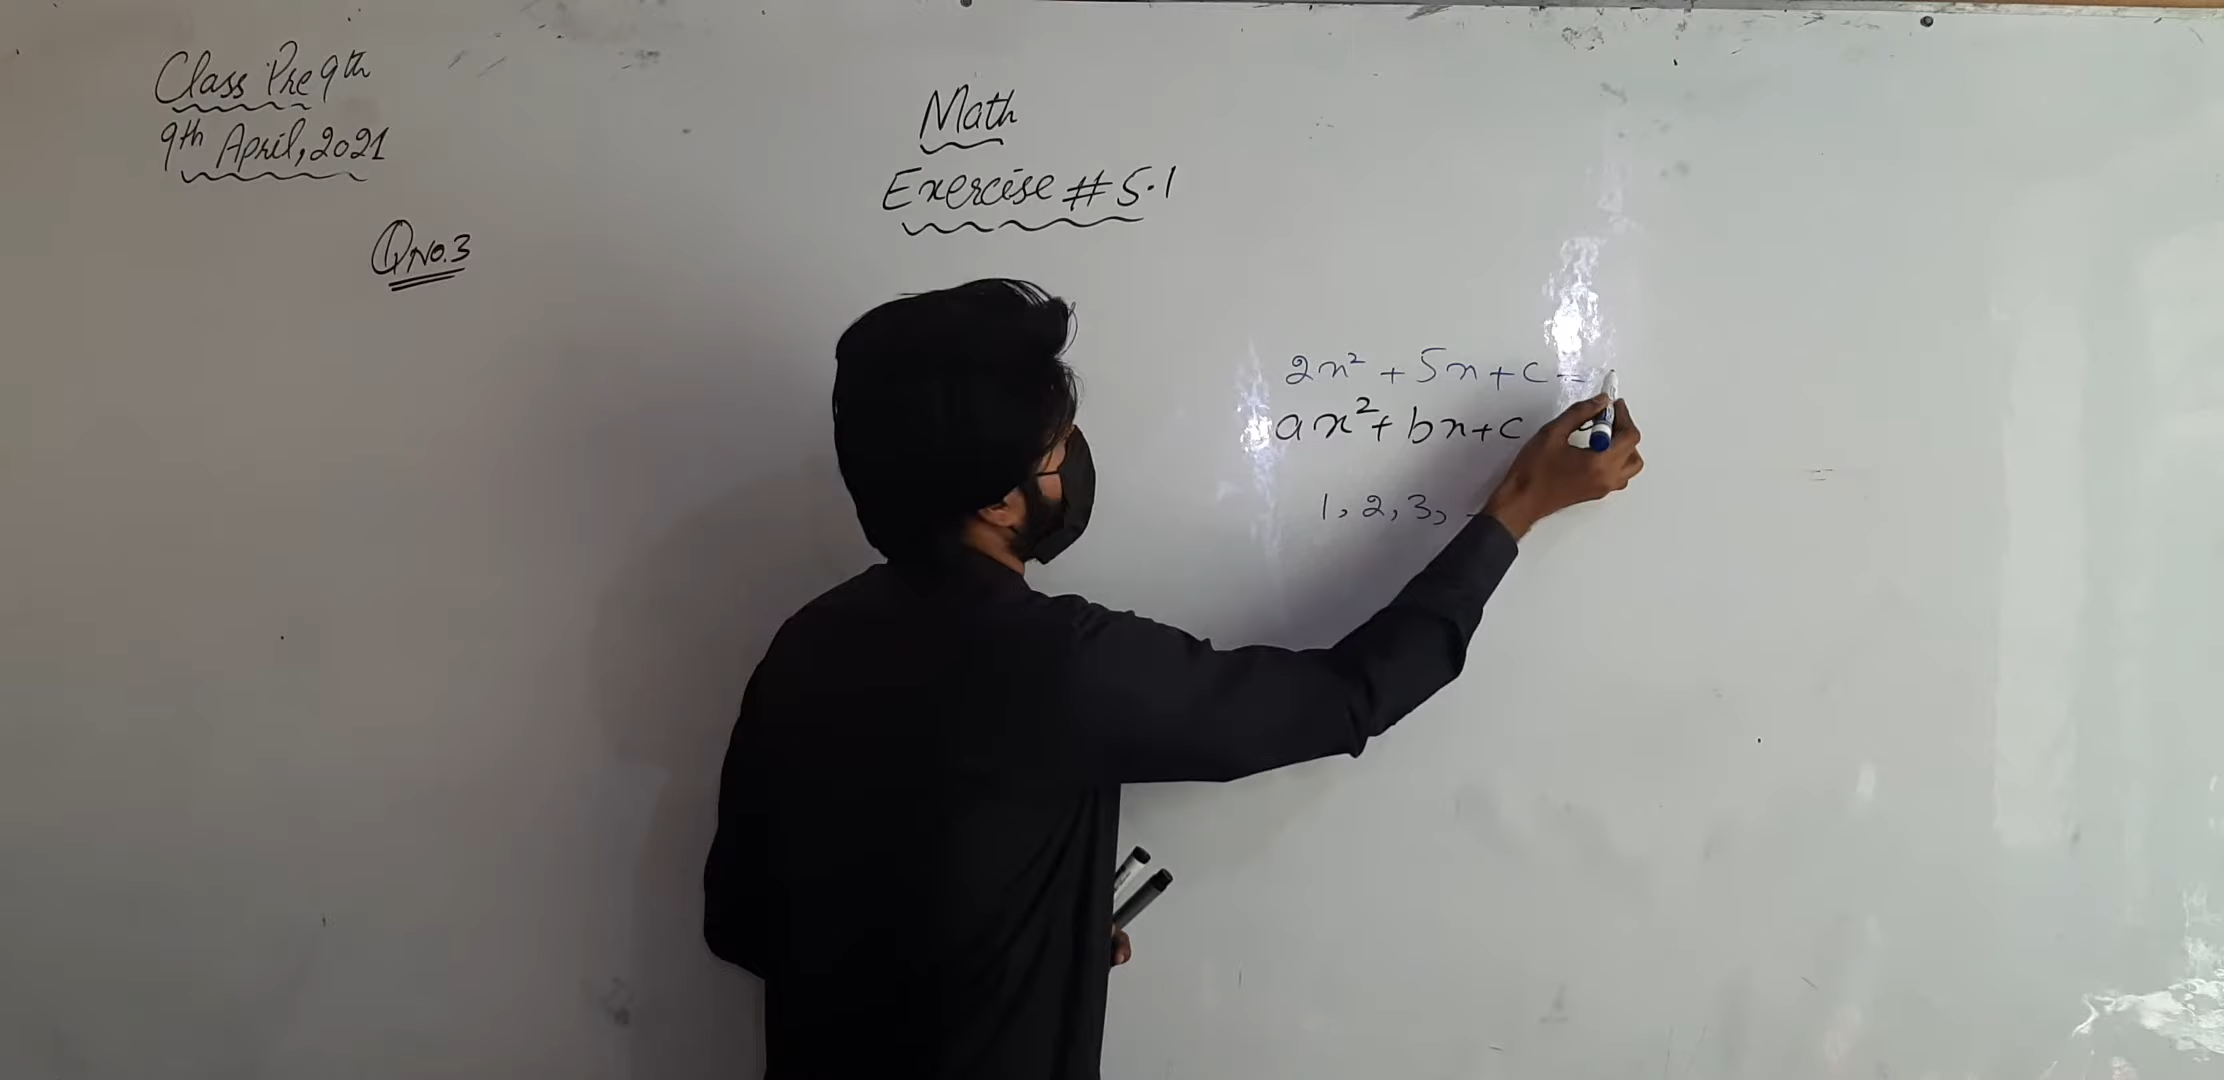 Class Pre 9th
9th April, 2021
Math
Exercise # 5.1
Q No. 3
2x² + 5x + c =
ax² + bx + c
1, 2, 3,